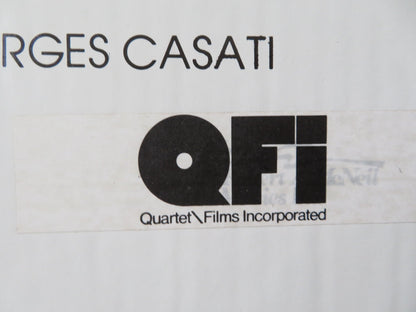 RGES CASATI
QFI
Quartet\Films Incorporated